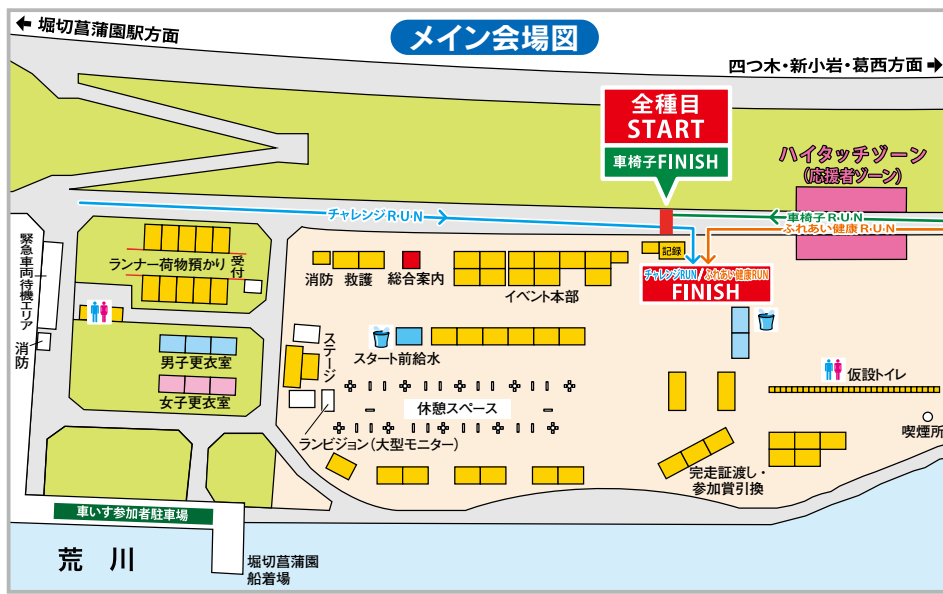 堀切菖蒲園駅方面
メイン会場図
四つ木・新小岩・葛西方面
全種目
START
車椅子FINISH
ハイタッチゾーン
(応援者ゾーン)
チャレンジR・U・N
車椅子R・U・N
ふれあい健康R・U・N
緊急車両待機エリア
消防
ランナー荷物預かり
受付
消防
救護
総合案内
イベント本部
記録
チャレンジRUN/ふれあい健康RUN
FINISH
男子更衣室
女子更衣室
ステージ
スタート前給水
休憩スペース
ランビジョン(大型モニター)
仮設トイレ
喫煙所
完走証渡し・
参加賞引換
車いす参加者駐車場
荒川
堀切菖蒲園
船着場